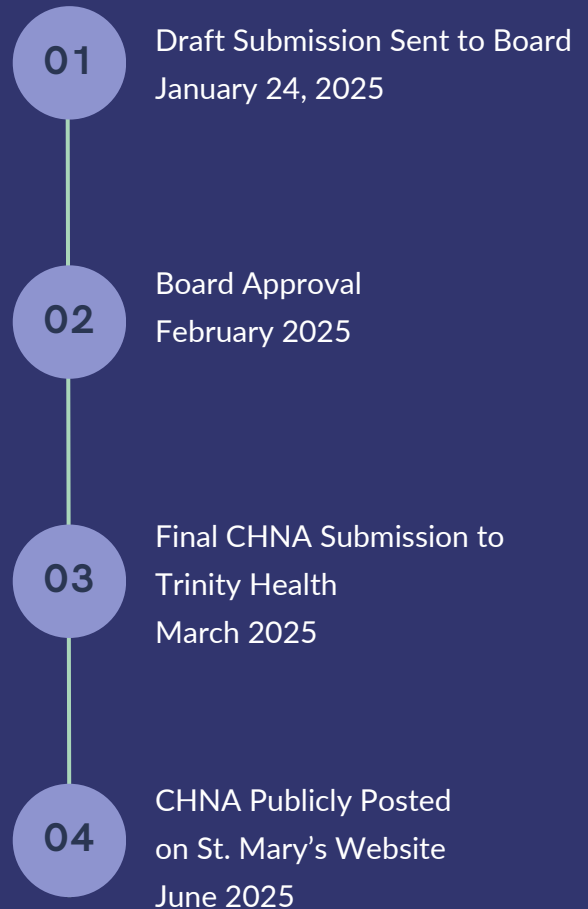 01
Draft Submission Sent to Board
January 24, 2025
02
Board Approval
February 2025
03
Final CHNA Submission to
Trinity Health
March 2025
04
CHNA Publicly Posted
on St. Mary’s Website
June 2025